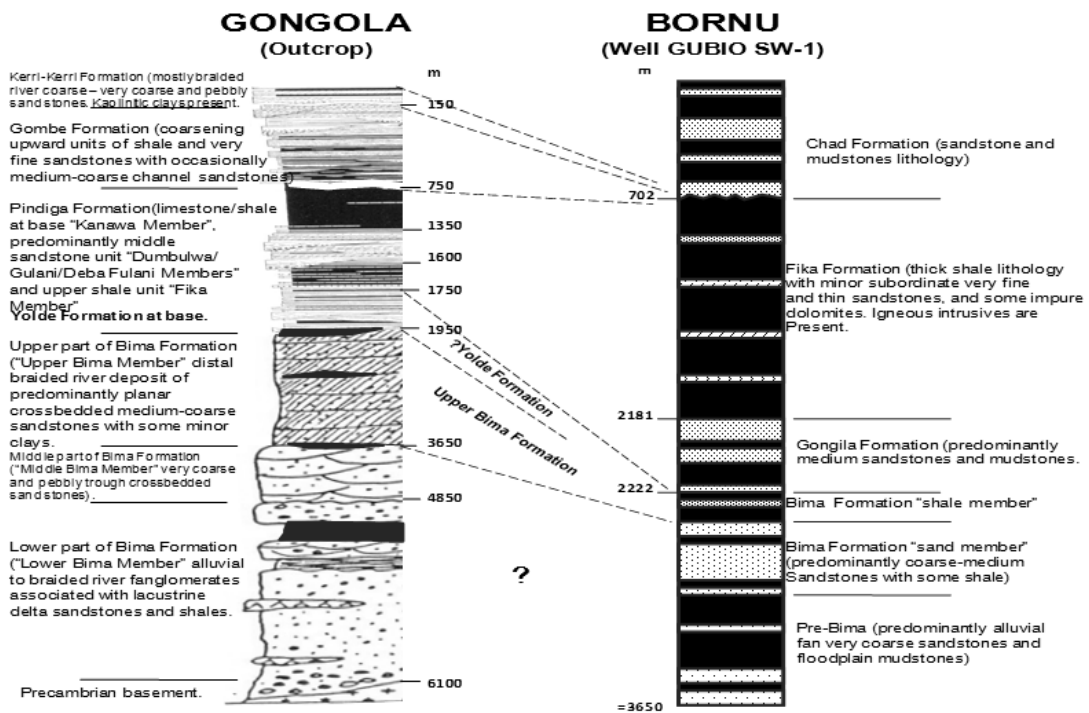 GONGOLA
(Outcrop)
BORNU
(Well GUBIO SW-1)
m
m
Kerri-Kerri Formation (mostly braided
river coarse – very coarse and pebbly
sandstones. Kaolinitic clays present.
Gombe Formation (coarsening
upward units of shale and very
fine sandstones with occasionally
medium-coarse channel sandstones)
Pindiga Formation(limestone/shale
at base “Kanawa Member”,
predominantly middle
sandstone unit “Dumbulwa/
Gulani/Deba Fulani Members”
and upper shale unit “Fika
Member”
Yolde Formation at base.
Upper part of Bima Formation
(“Upper Bima Member” distal
braided river deposit of
predominantly planar
crossbedded medium-coarse
sandstones with some minor
clays.
Middle part of Bima Formation
(“Middle Bima Member” very coarse
and pebbly trough crossbedded
sandstones).
Lower part of Bima Formation
(“Lower Bima Member” alluvial
to braided river fanglomerates
associated with lacustrine
delta sandstones and shales.
Precambrian basement.
150
750
1350
1600
1750
1950
3650
4850
6100
?Yolde Formation
Upper Bima Formation
?
702
2181
2222
=3650
Chad Formation (sandstone and
mudstones lithology)
Fika Formation (thick shale lithology
with minor subordinate very fine
and thin sandstones, and some impure
dolomites. Igneous intrusives are
Present.
Gongila Formation (predominantly
medium sandstones and mudstones.
Bima Formation “shale member”
Bima Formation “sand member”
(predominantly coarse-medium
Sandstones with some shale)
Pre-Bima (predominantly alluvial
fan very coarse sandstones and
floodplain mudstones)